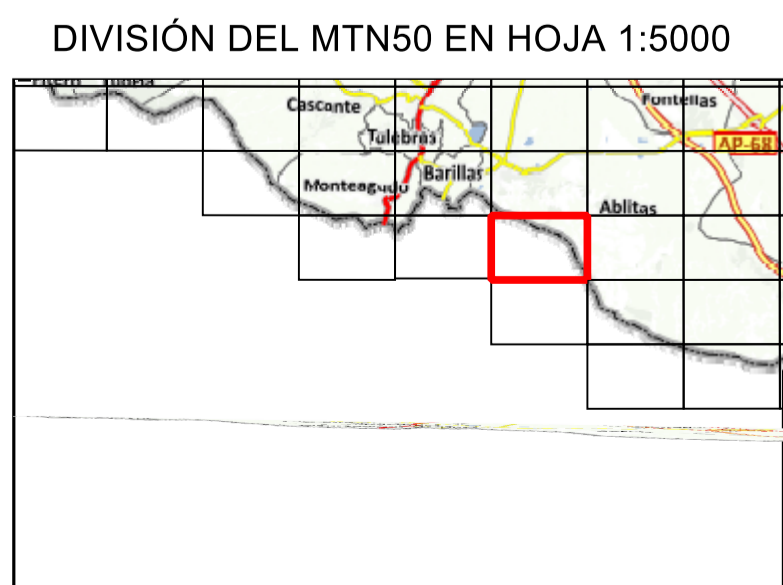 DIVISIÓN DEL MTN50 EN HOJA 1:5000
Cascante
Fontellas
Tulebras
AP-68
Barillas
Monteagudo
Ablitas